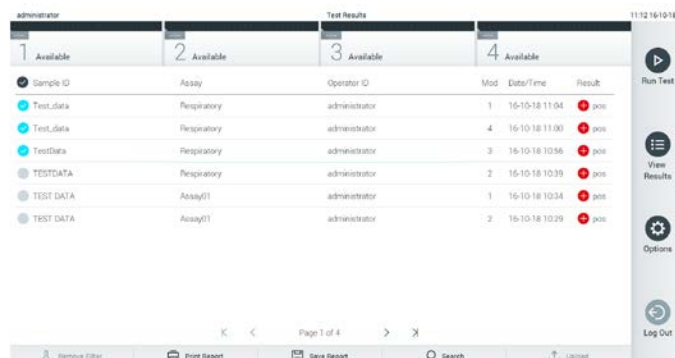 administrator Test Results 11:12 16-10-18
1 Available 2 Available 3 Available 4 Available
Sample ID Assay Operator ID Mod Date/Time Result
Test_data Respiratory administrator 1 16-10-18 11:04 pos
Test_data Respiratory administrator 4 16-10-18 11:00 pos
TestData Respiratory administrator 3 16-10-18 10:56 pos
TESTDATA Respiratory administrator 2 16-10-18 10:39 pos
TEST DATA Assay01 administrator 1 16-10-18 10:34 pos
TEST DATA Assay01 administrator 2 16-10-18 10:29 pos
Page 1 of 4
Remove Filter Print Report Save Report Search Upload
Run Test
View
Results
Options
Log Out